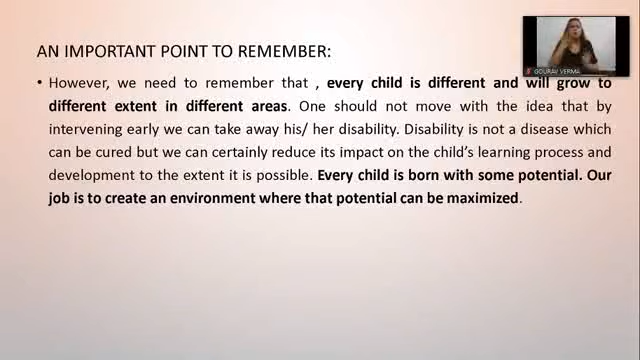 AN IMPORTANT POINT TO REMEMBER:
• However, we need to remember that , every child is different and will grow to
different extent in different areas. One should not move with the idea that by
intervening early we can take away his/ her disability. Disability is not a disease which
can be cured but we can certainly reduce its impact on the child's learning process and
development to the extent it is possible. Every child is born with some potential. Our
job is to create an environment where that potential can be maximized.
GOURAV VERMA